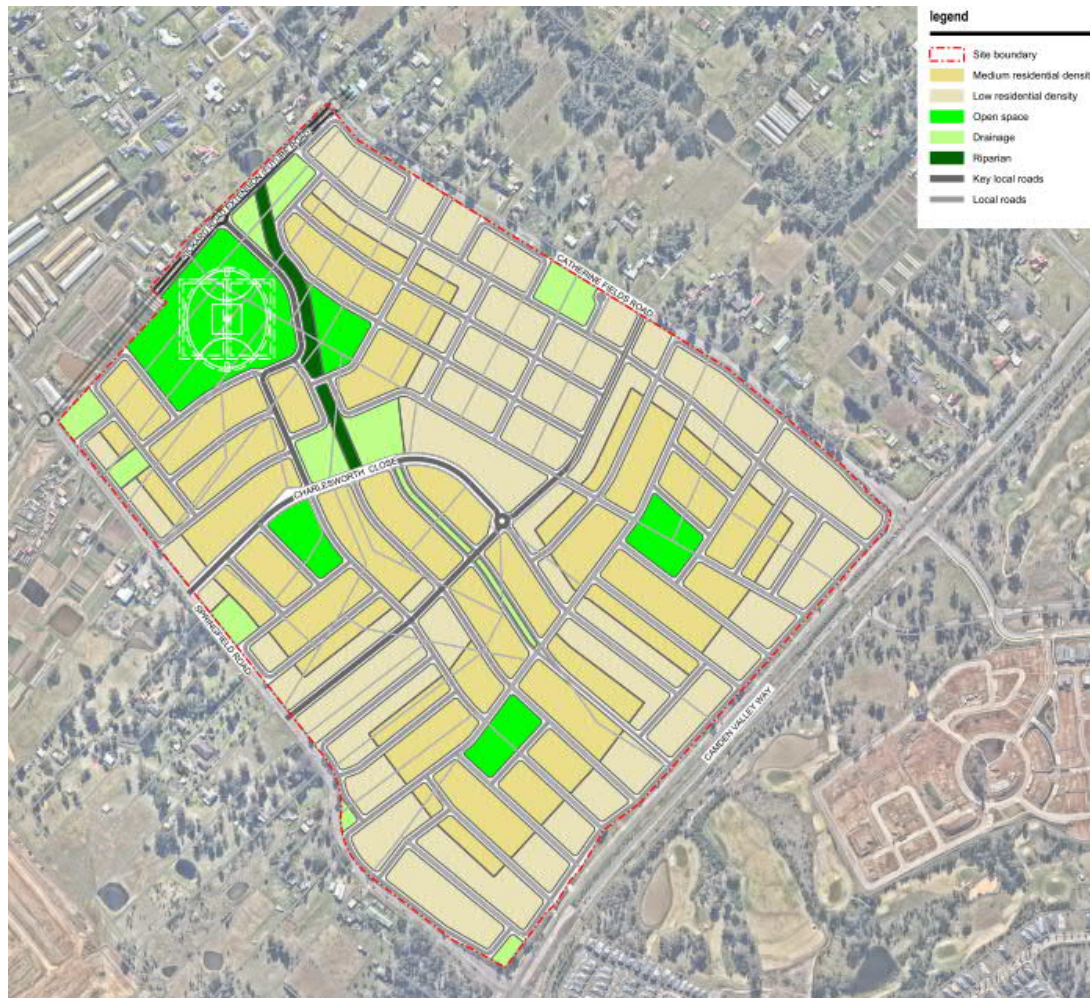 legend
Site boundary
Medium residential densit
Low residential density
Open space
Drainage
Riparian
Key local roads
Local roads
CATHERINE FIELDS ROAD
CHARLESWORTH CLOSE
SPRINGFIELD ROAD
CAMDEN VALLEY WAY